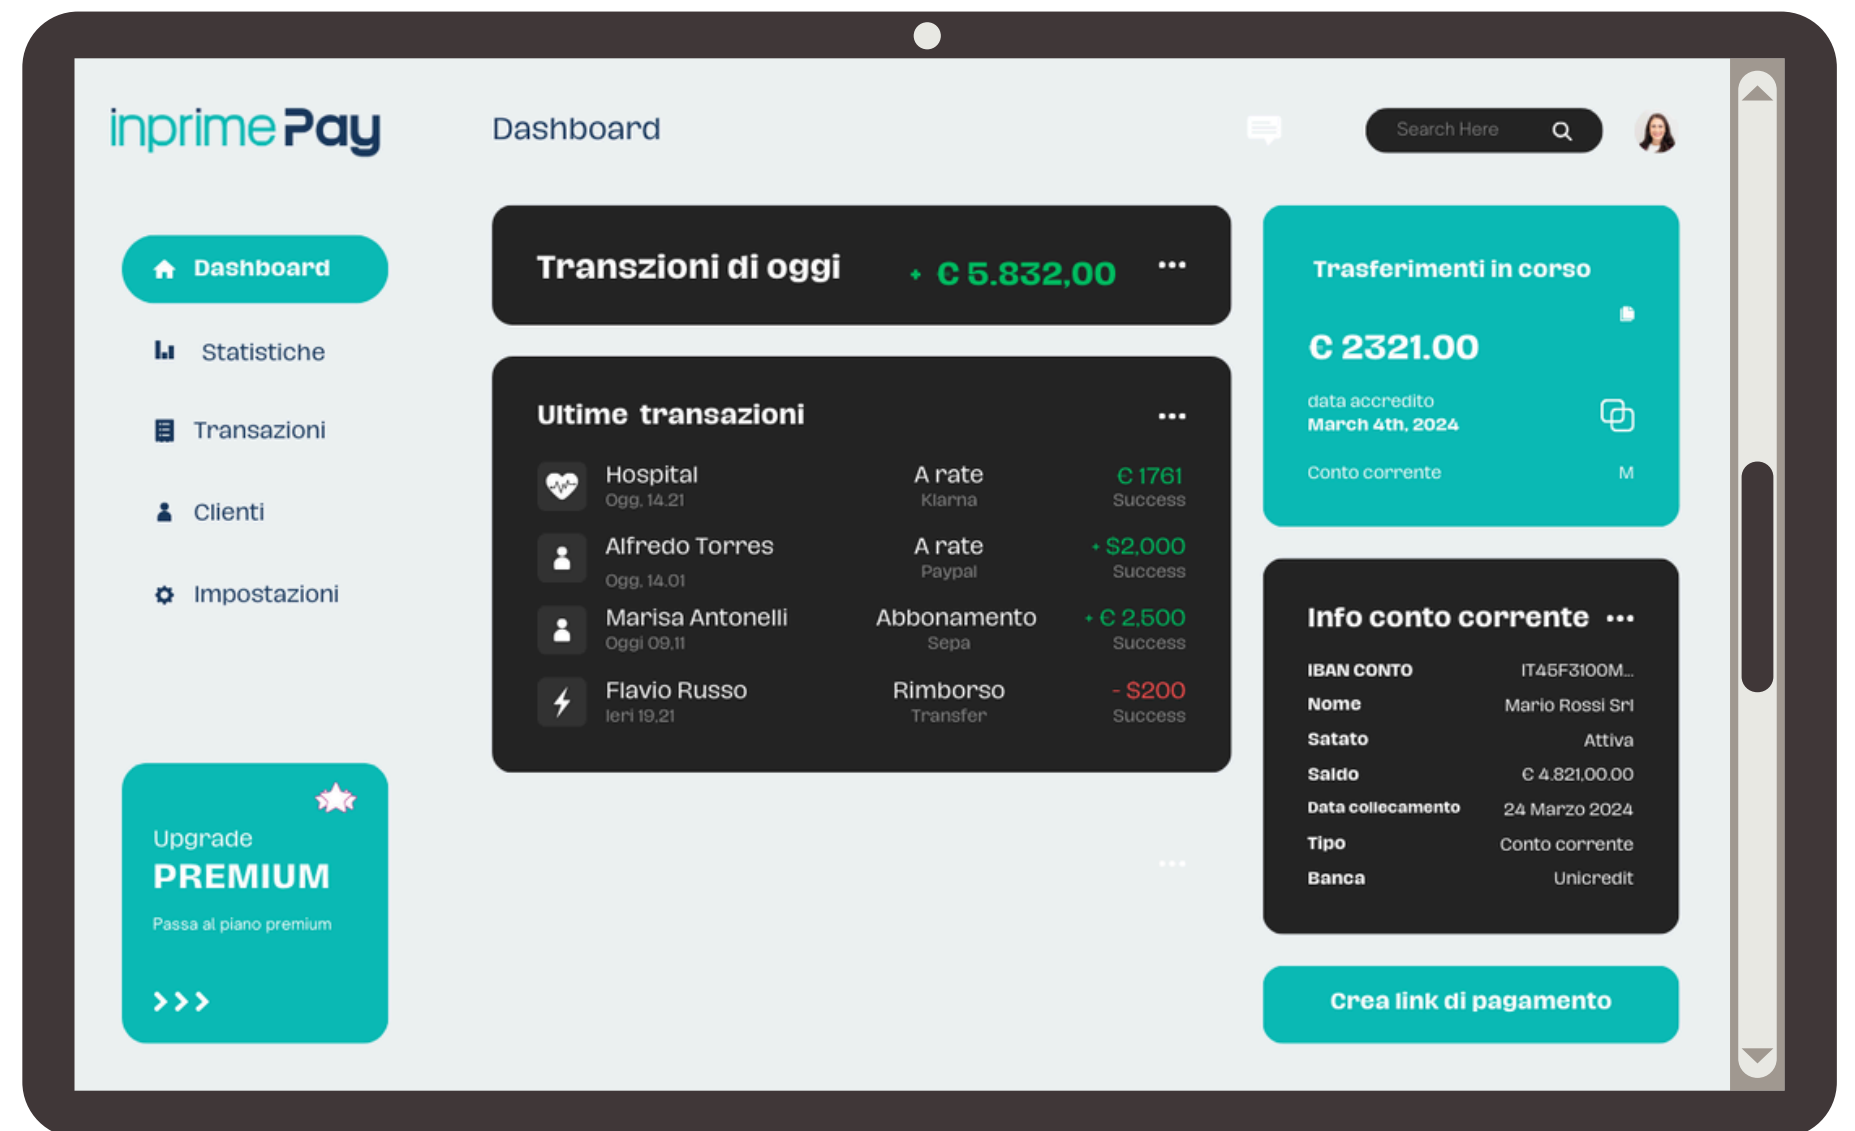 inprime Pay
Dashboard
Search Here
Dashboard
Statistiche
Transazioni
Clienti
Impostazioni
Upgrade
PREMIUM
Passa al piano premium
Transzioni di oggi + € 5.832,00
Ultime transazioni
Hospital A rate € 1761
Ogg, 14.21 Klarna Success
Alfredo Torres A rate + $2,000
Ogg, 14.01 Paypal Success
Marisa Antonelli Abbonamento + € 2,500
Oggi 09,11 Sepa Success
Flavio Russo Rimborso - $200
Ieri 19,21 Transfer Success
Trasferimenti in corso
€ 2321.00
data accredito
March 4th, 2024
Conto corrente M
Info conto corrente
IBAN CONTO IT45F3100M...
Nome Mario Rossi Srl
Satato Attiva
Saldo € 4.821,00.00
Data collecamento 24 Marzo 2024
Tipo Conto corrente
Banca Unicredit
Crea link di pagamento